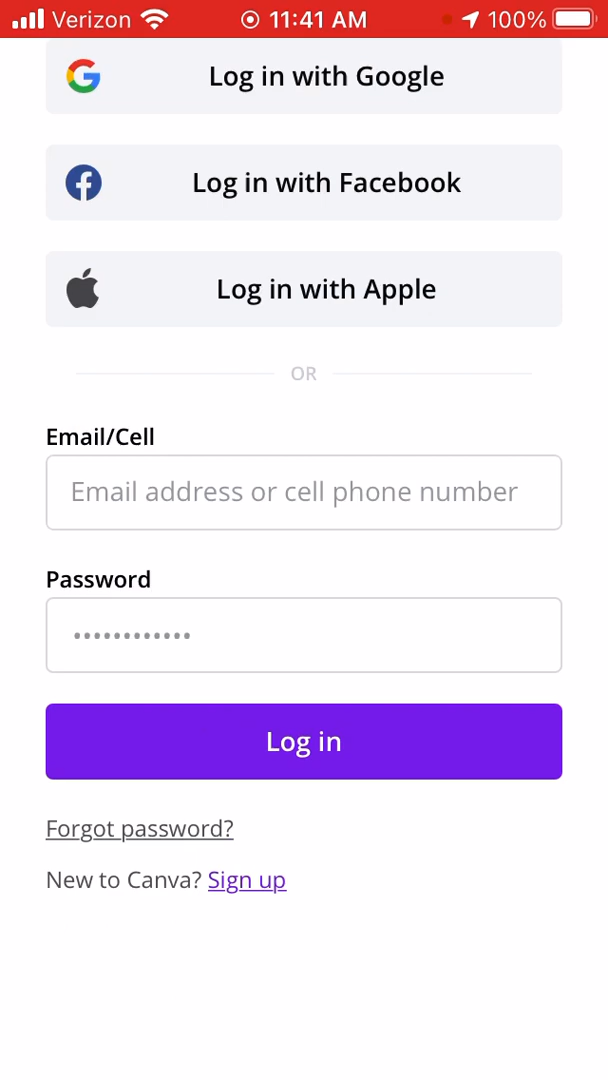 Verizon 11:41 AM 100%
Log in with Google
Log in with Facebook
Log in with Apple
OR
Email/Cell
Email address or cell phone number
Password
••••••••••••
Log in
Forgot password?
New to Canva? Sign up